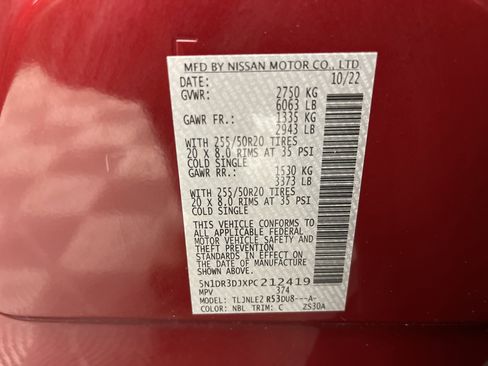 MFD BY NISSAN MOTOR CO., LTD
DATE: 10/22
GVWR: 2750 KG
6063 LB
GAWR FR.: 1335 KG
2943 LB
WITH 255/50R20 TIRES
20 X 8.0 RIMS AT 35 PSI
COLD SINGLE
GAWR RR.: 1530 KG
3373 LB
WITH 255/50R20 TIRES
20 X 8.0 RIMS AT 35 PSI
COLD SINGLE
THIS VEHICLE CONFORMS TO
ALL APPLICABLE FEDERAL
MOTOR VEHICLE SAFETY AND
THEFT PREVENTION
STANDARDS IN EFFECT ON
THE DATE OF MANUFACTURE
SHOWN ABOVE.
5N1DR3DJXPC212419
MPV 374
MODEL: TLJNLE2 R53DU8---A-
COLOR: NBL TRIM: C ZS30A